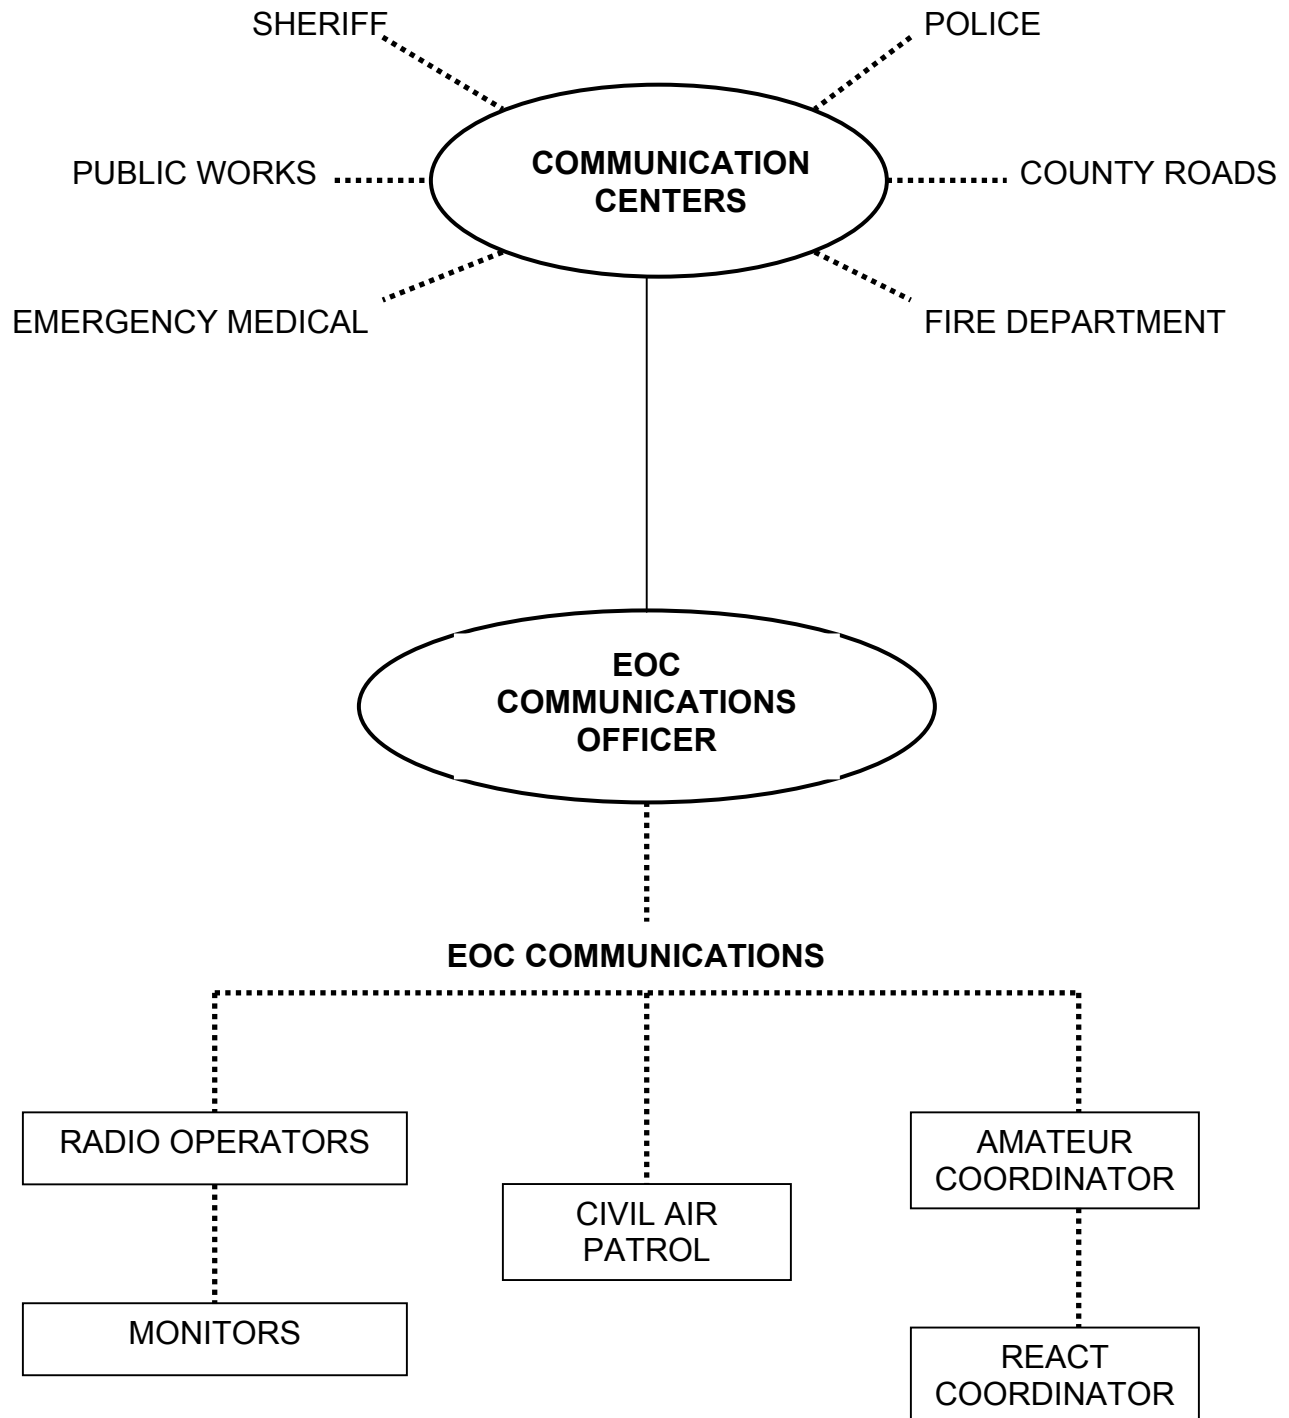 SHERIFF
POLICE
COMMUNICATION
CENTERS
PUBLIC WORKS
COUNTY ROADS
EMERGENCY MEDICAL
FIRE DEPARTMENT
EOC
COMMUNICATIONS
OFFICER
EOC COMMUNICATIONS
RADIO OPERATORS
AMATEUR
COORDINATOR
CIVIL AIR
PATROL
MONITORS
REACT
COORDINATOR